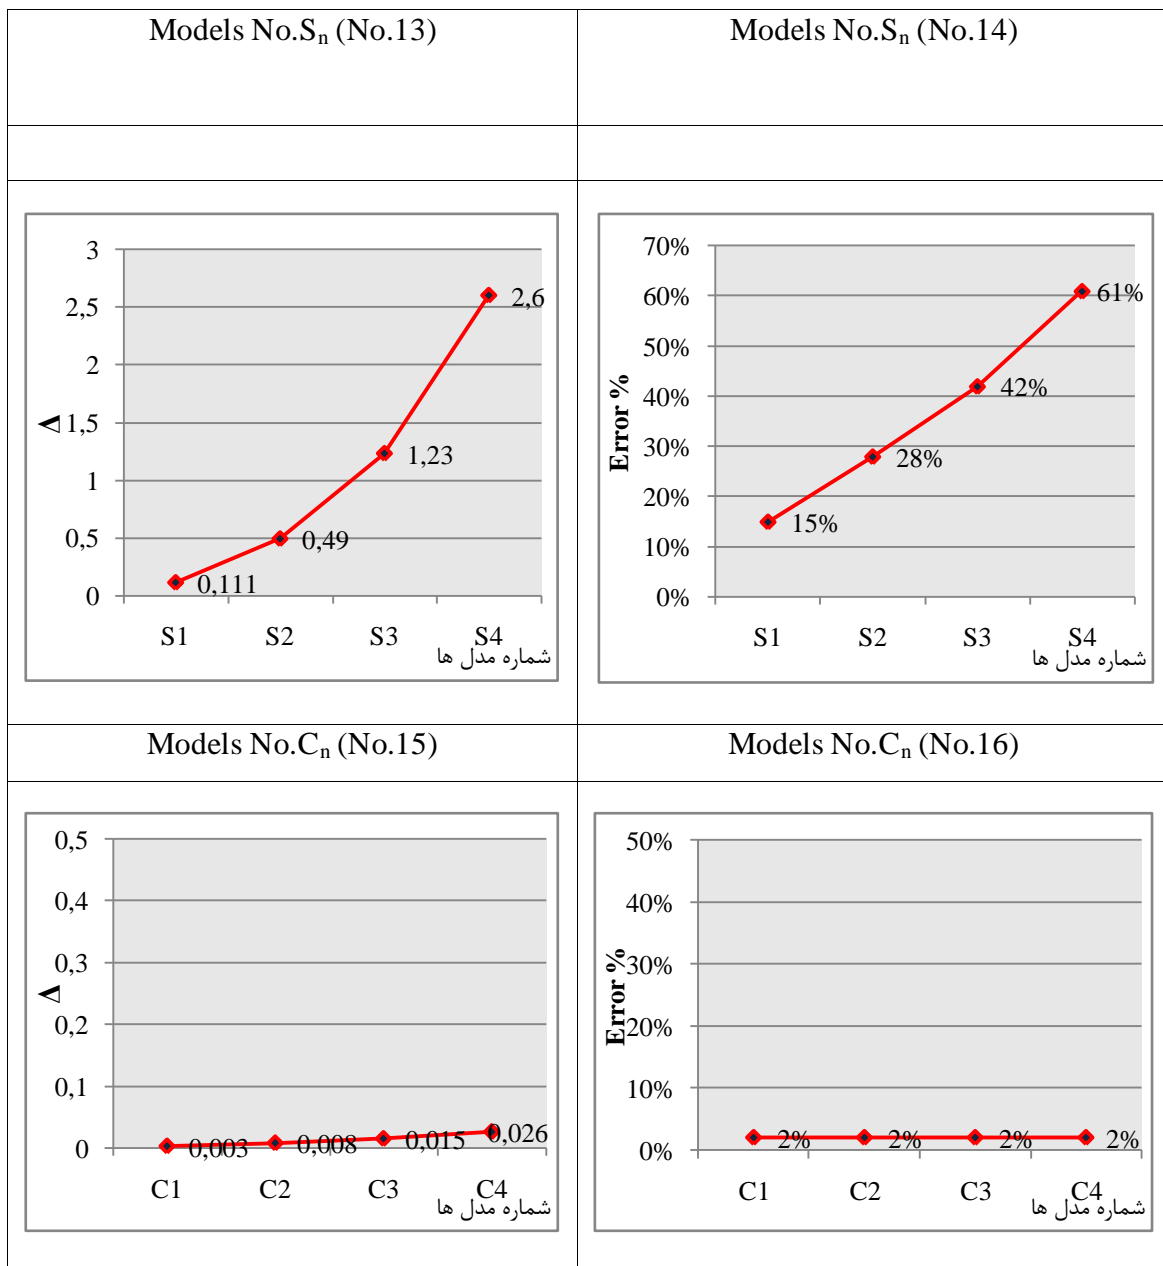 Models No.Sn (No.13)
Models No.Sn (No.14)
3
2,5
2
1,5
1
0,5
0
Δ
0,111
0,49
1,23
2,6
S1 S2 S3 S4
شماره مدل ها
70%
60%
50%
40%
30%
20%
10%
0%
Error %
15%
28%
42%
61%
S1 S2 S3 S4
شماره مدل ها
Models No.Cn (No.15)
Models No.Cn (No.16)
0,5
0,4
0,3
0,2
0,1
0
Δ
0,003
0,008
0,015
0,026
C1 C2 C3 C4
شماره مدل ها
50%
40%
30%
20%
10%
0%
Error %
2%
2%
2%
2%
C1 C2 C3 C4
شماره مدل ها